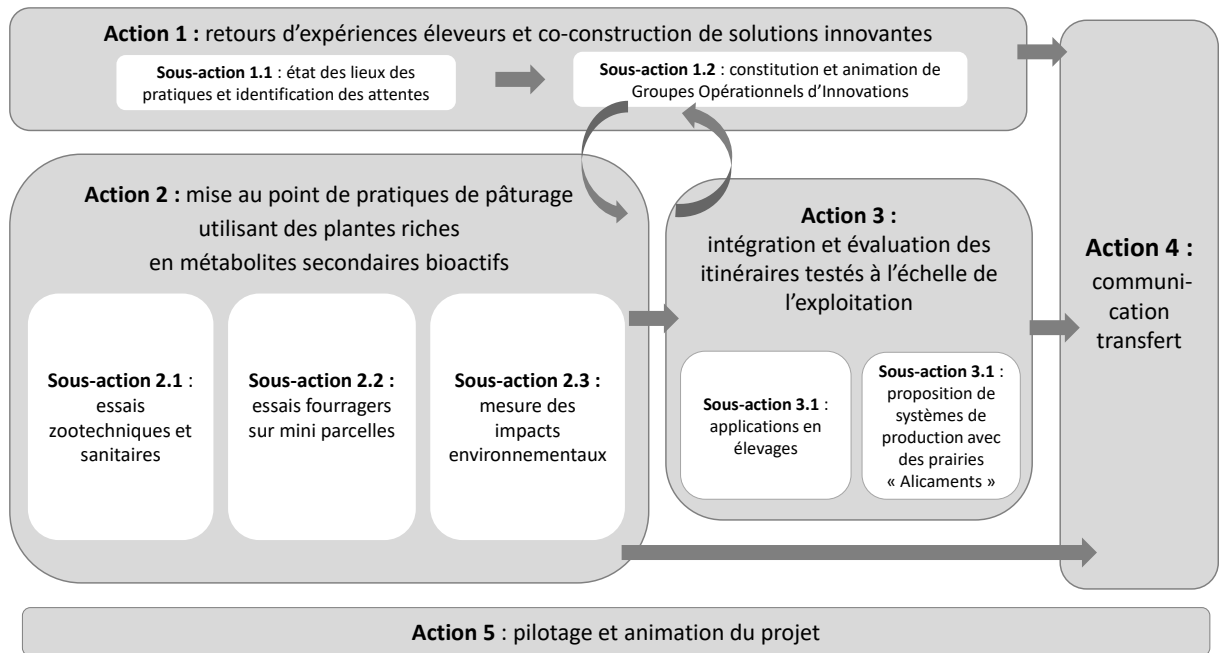 Action 1 : retours d’expériences éleveurs et co-construction de solutions innovantes
Sous-action 1.1 : état des lieux des
pratiques et identification des attentes
Sous-action 1.2 : constitution et animation de
Groupes Opérationnels d’Innovations
Action 2 : mise au point de pratiques de pâturage
utilisant des plantes riches
en métabolites secondaires bioactifs
Sous-action 2.1 :
essais
zootechniques et
sanitaires
Sous-action 2.2 :
essais fourragers
sur mini parcelles
Sous-action 2.3 :
mesure des
impacts
environnementaux
Action 3 :
intégration et évaluation des
itinéraires testés à l’échelle de
l’exploitation
Sous-action 3.1 :
applications en
élevages
Sous-action 3.1 :
proposition de
systèmes de
production avec
des prairies
« Alicaments »
Action 4 :
communi-
cation
transfert
Action 5 : pilotage et animation du projet